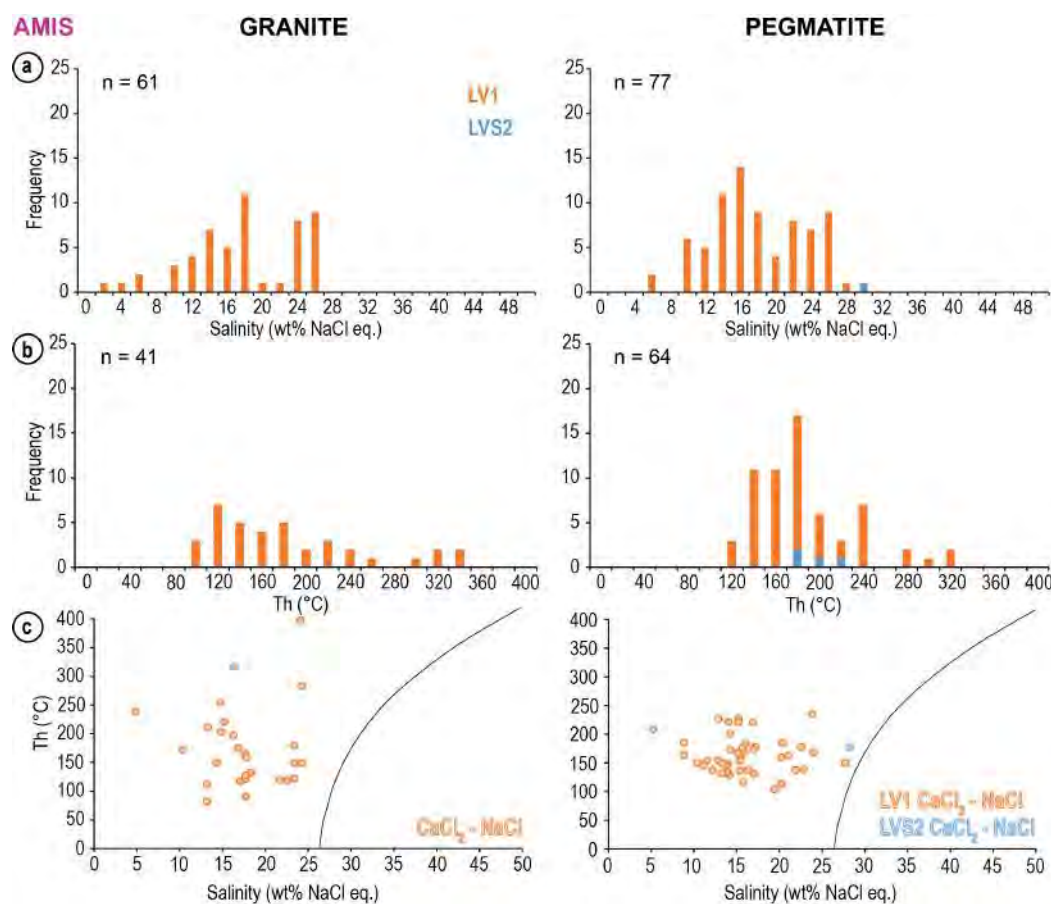 AMIS GRANITE PEGMATITE
a
25 n = 61 LV1 LVS2 25 n = 77
20 20
15 15
10 10
5 5
0 0
Frequency
0 4 8 12 16 20 24 28 32 36 40 44 48 0 4 8 12 16 20 24 28 32 36 40 44 48
Salinity (wt% NaCl eq.) Salinity (wt% NaCl eq.)
b
25 n = 41 25 n = 64
20 20
15 15
10 10
5 5
0 0
Frequency
0 40 80 120 160 200 240 280 320 360 400 0 40 80 120 160 200 240 280 320 360 400
Th (°C) Th (°C)
c
400 400
350 350
300 300
250 250
200 200
150 150
100 100
50 50
0 0
Th (°C)
CaCl2 - NaCl LV1 CaCl2 - NaCl
LVS2 CaCl2 - NaCl
0 5 10 15 20 25 30 35 40 45 50 0 5 10 15 20 25 30 35 40 45 50
Salinity (wt% NaCl eq.) Salinity (wt% NaCl eq.)